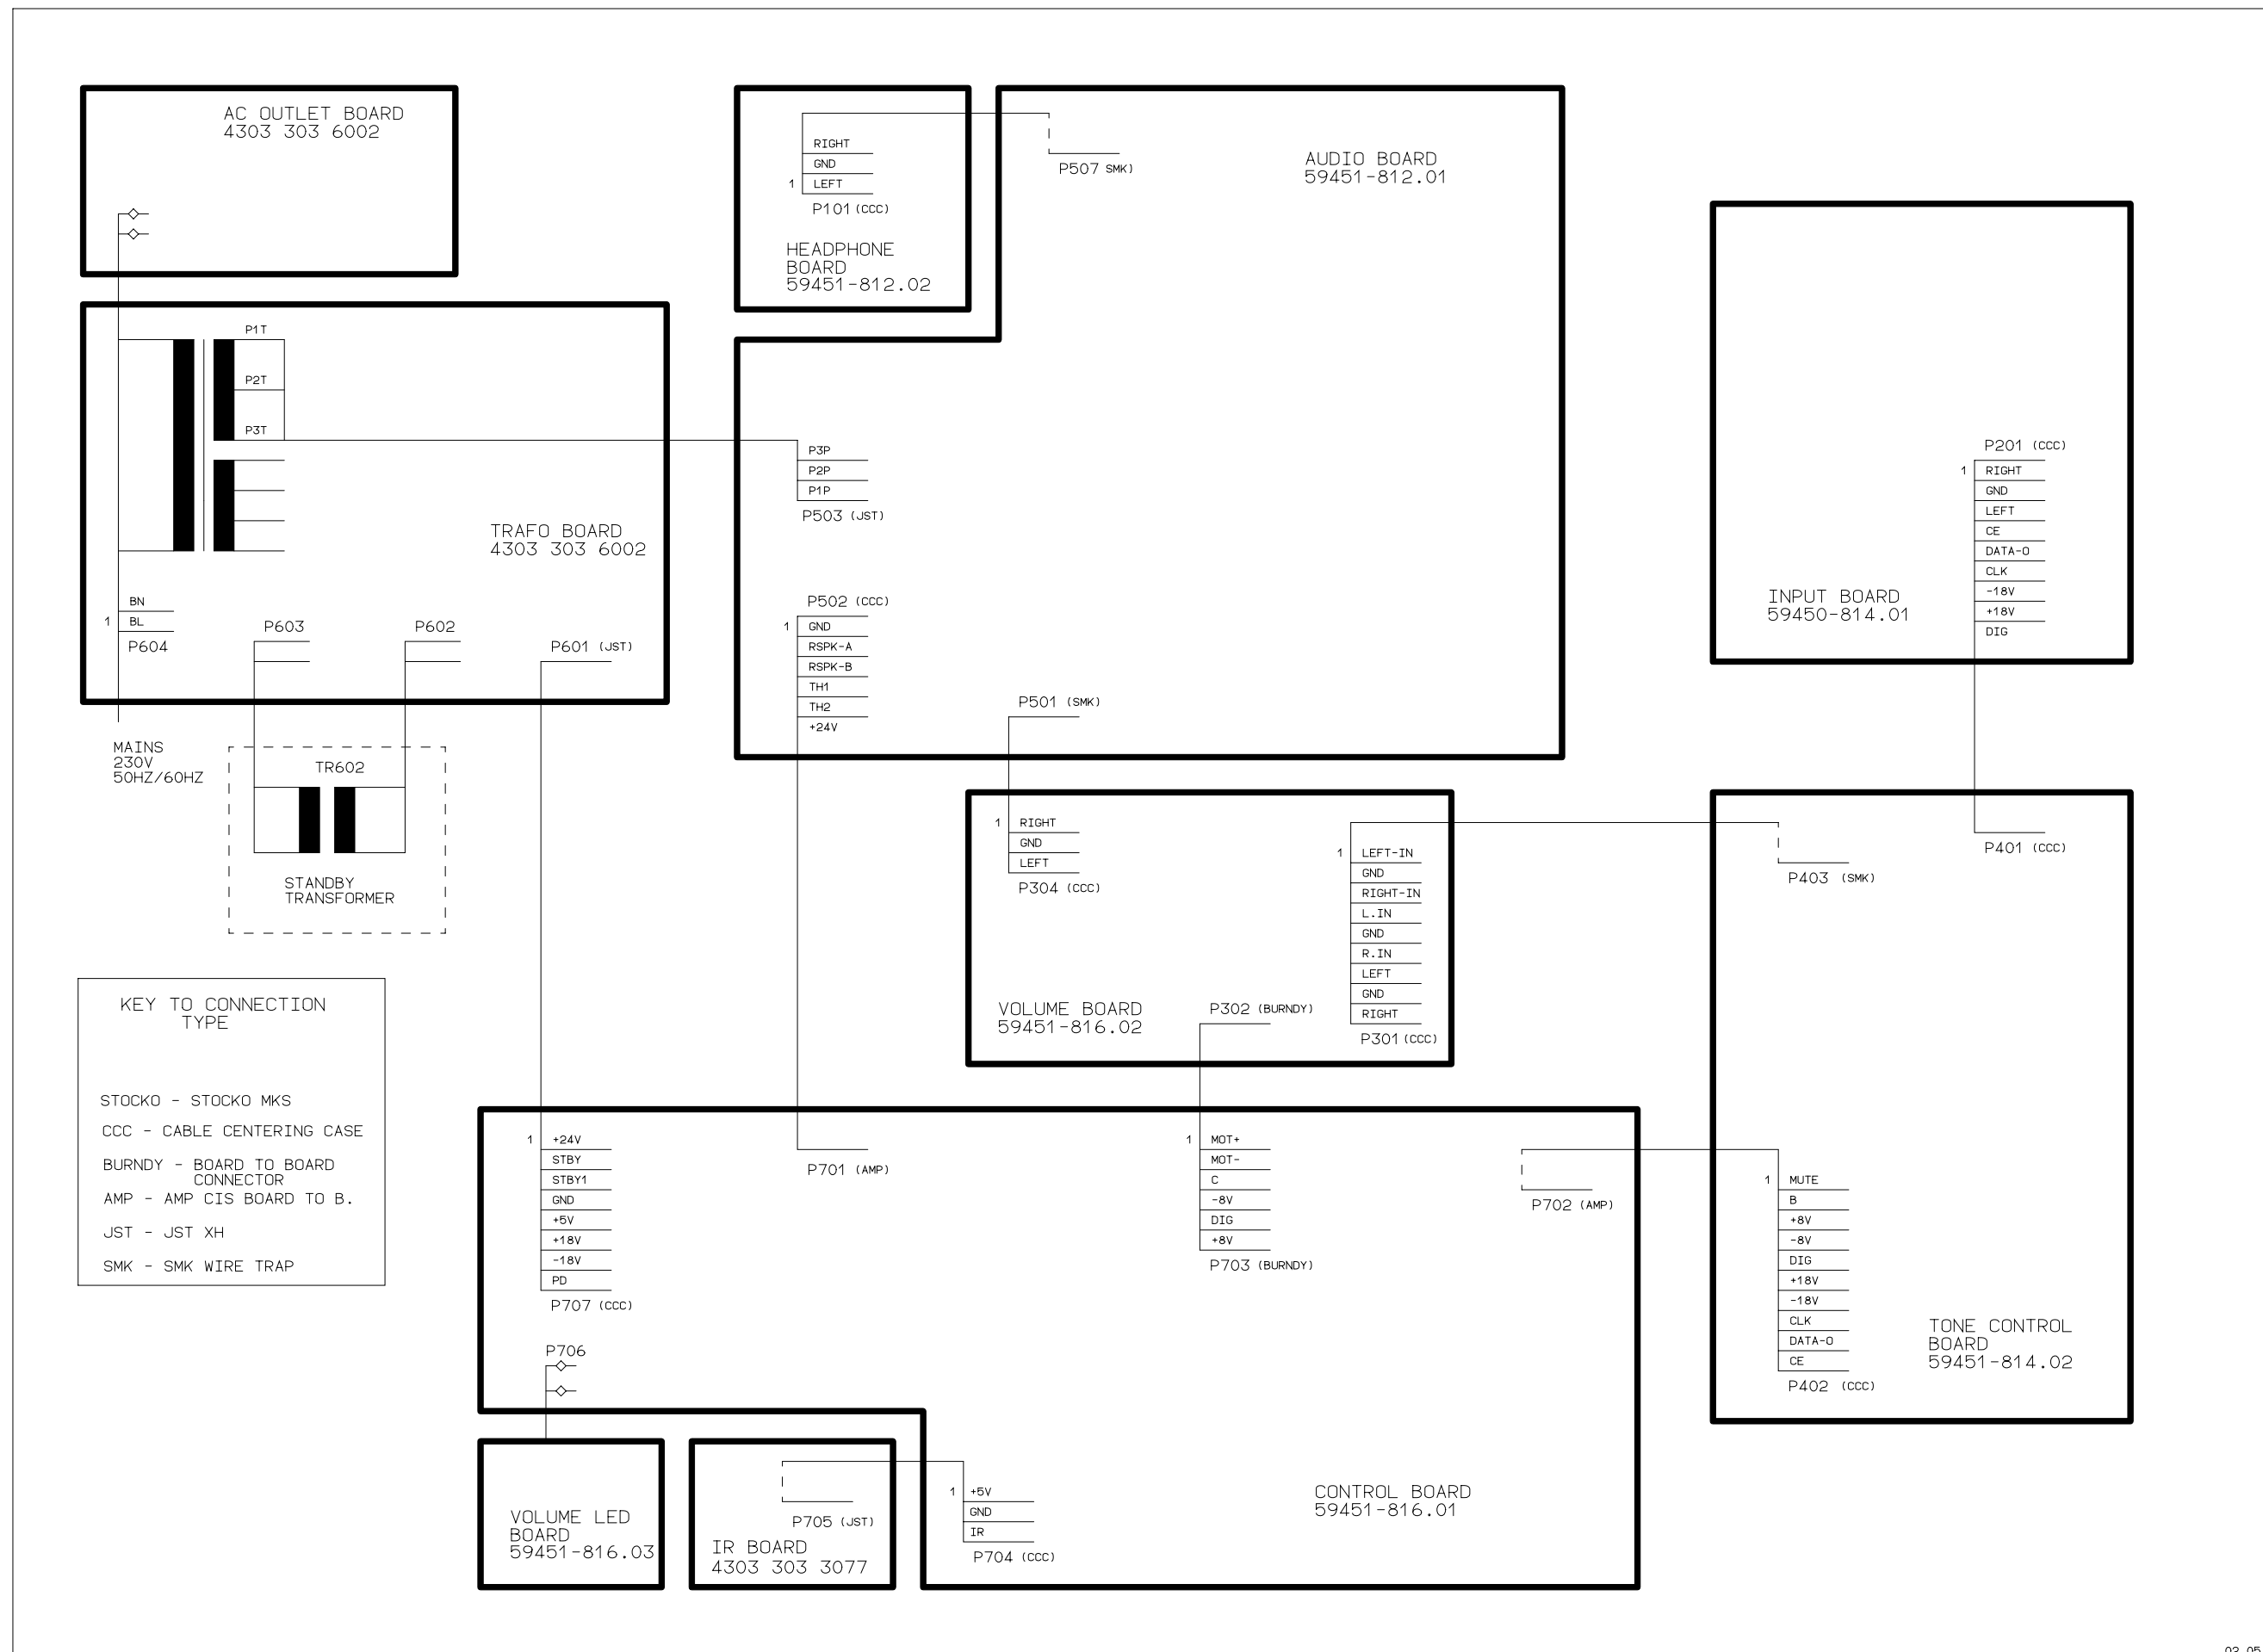 AC OUTLET BOARD
4303 303 6002
RIGHT
GND
1 LEFT
P101 (CCC)
HEADPHONE
BOARD
59451-812.02
P507 SMK)
AUDIO BOARD
59451-812.01
P1T
P2T
P3T
TRAFO BOARD
4303 303 6002
BN
1 BL
P604
P603
P602
P601 (JST)
P3P
P2P
P1P
P503 (JST)
P502 (CCC)
1 GND
RSPK-A
RSPK-B
TH1
TH2
+24V
P501 (SMK)
P201 (CCC)
1 RIGHT
GND
LEFT
CE
DATA-O
CLK
-18V
+18V
DIG
INPUT BOARD
59450-814.01
MAINS
230V
50HZ/60HZ
TR602
STANDBY
TRANSFORMER
1 RIGHT
GND
LEFT
P304 (CCC)
1 LEFT-IN
GND
RIGHT-IN
L.IN
GND
R.IN
LEFT
GND
RIGHT
P301 (CCC)
VOLUME BOARD
59451-816.02
P302 (BURNDY)
P403 (SMK)
P401 (CCC)
KEY TO CONNECTION
TYPE
STOCKO - STOCKO MKS
CCC - CABLE CENTERING CASE
BURNDY - BOARD TO BOARD
CONNECTOR
AMP - AMP CIS BOARD TO B.
JST - JST XH
SMK - SMK WIRE TRAP
1 +24V
STBY
STBY1
GND
+5V
+18V
-18V
PD
P707 (CCC)
P701 (AMP)
1 MOT+
MOT-
C
-8V
DIG
+8V
P703 (BURNDY)
P702 (AMP)
1 MUTE
B
+8V
-8V
DIG
+18V
-18V
CLK
DATA-O
CE
P402 (CCC)
TONE CONTROL
BOARD
59451-814.02
P706
VOLUME LED
BOARD
59451-816.03
P705 (JST)
IR BOARD
4303 303 3077
1 +5V
GND
IR
P704 (CCC)
CONTROL BOARD
59451-816.01